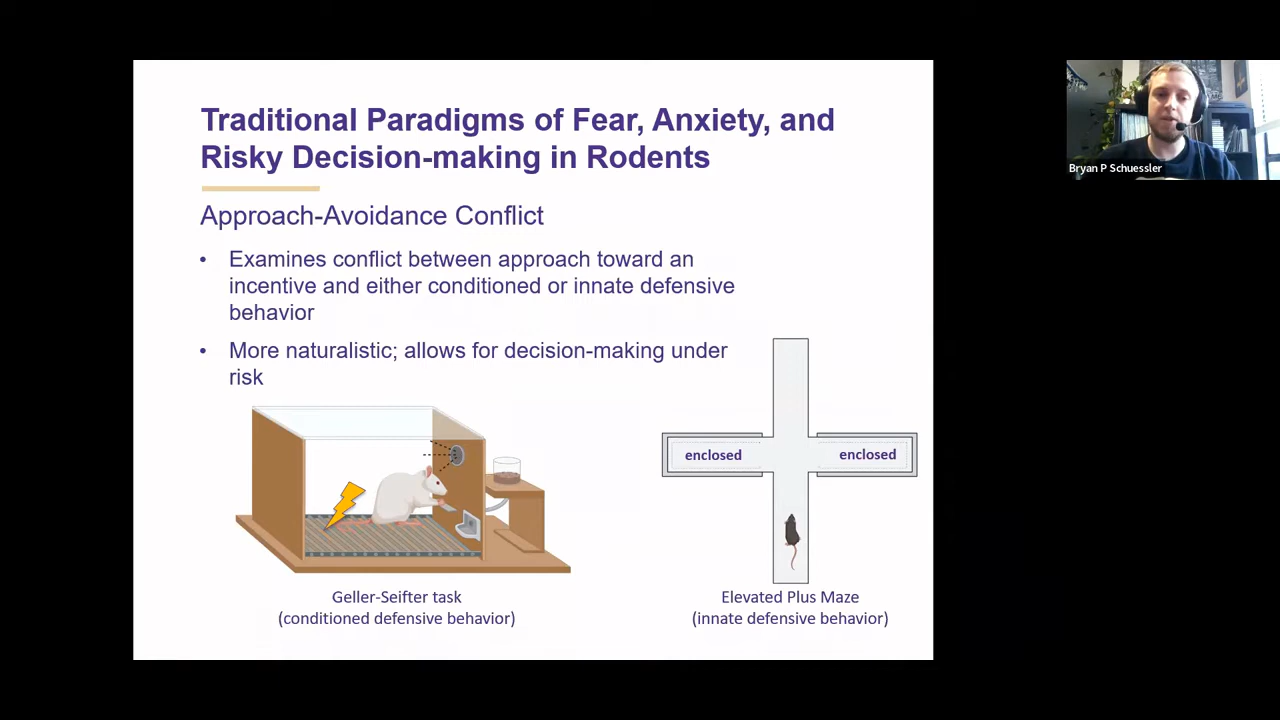 Traditional Paradigms of Fear, Anxiety, and
Risky Decision-making in Rodents
Approach-Avoidance Conflict
• Examines conflict between approach toward an
incentive and either conditioned or innate defensive
behavior
• More naturalistic; allows for decision-making under
risk
enclosed
enclosed
Geller-Seifter task
(conditioned defensive behavior)
Elevated Plus Maze
(innate defensive behavior)
Bryan P Schuessler